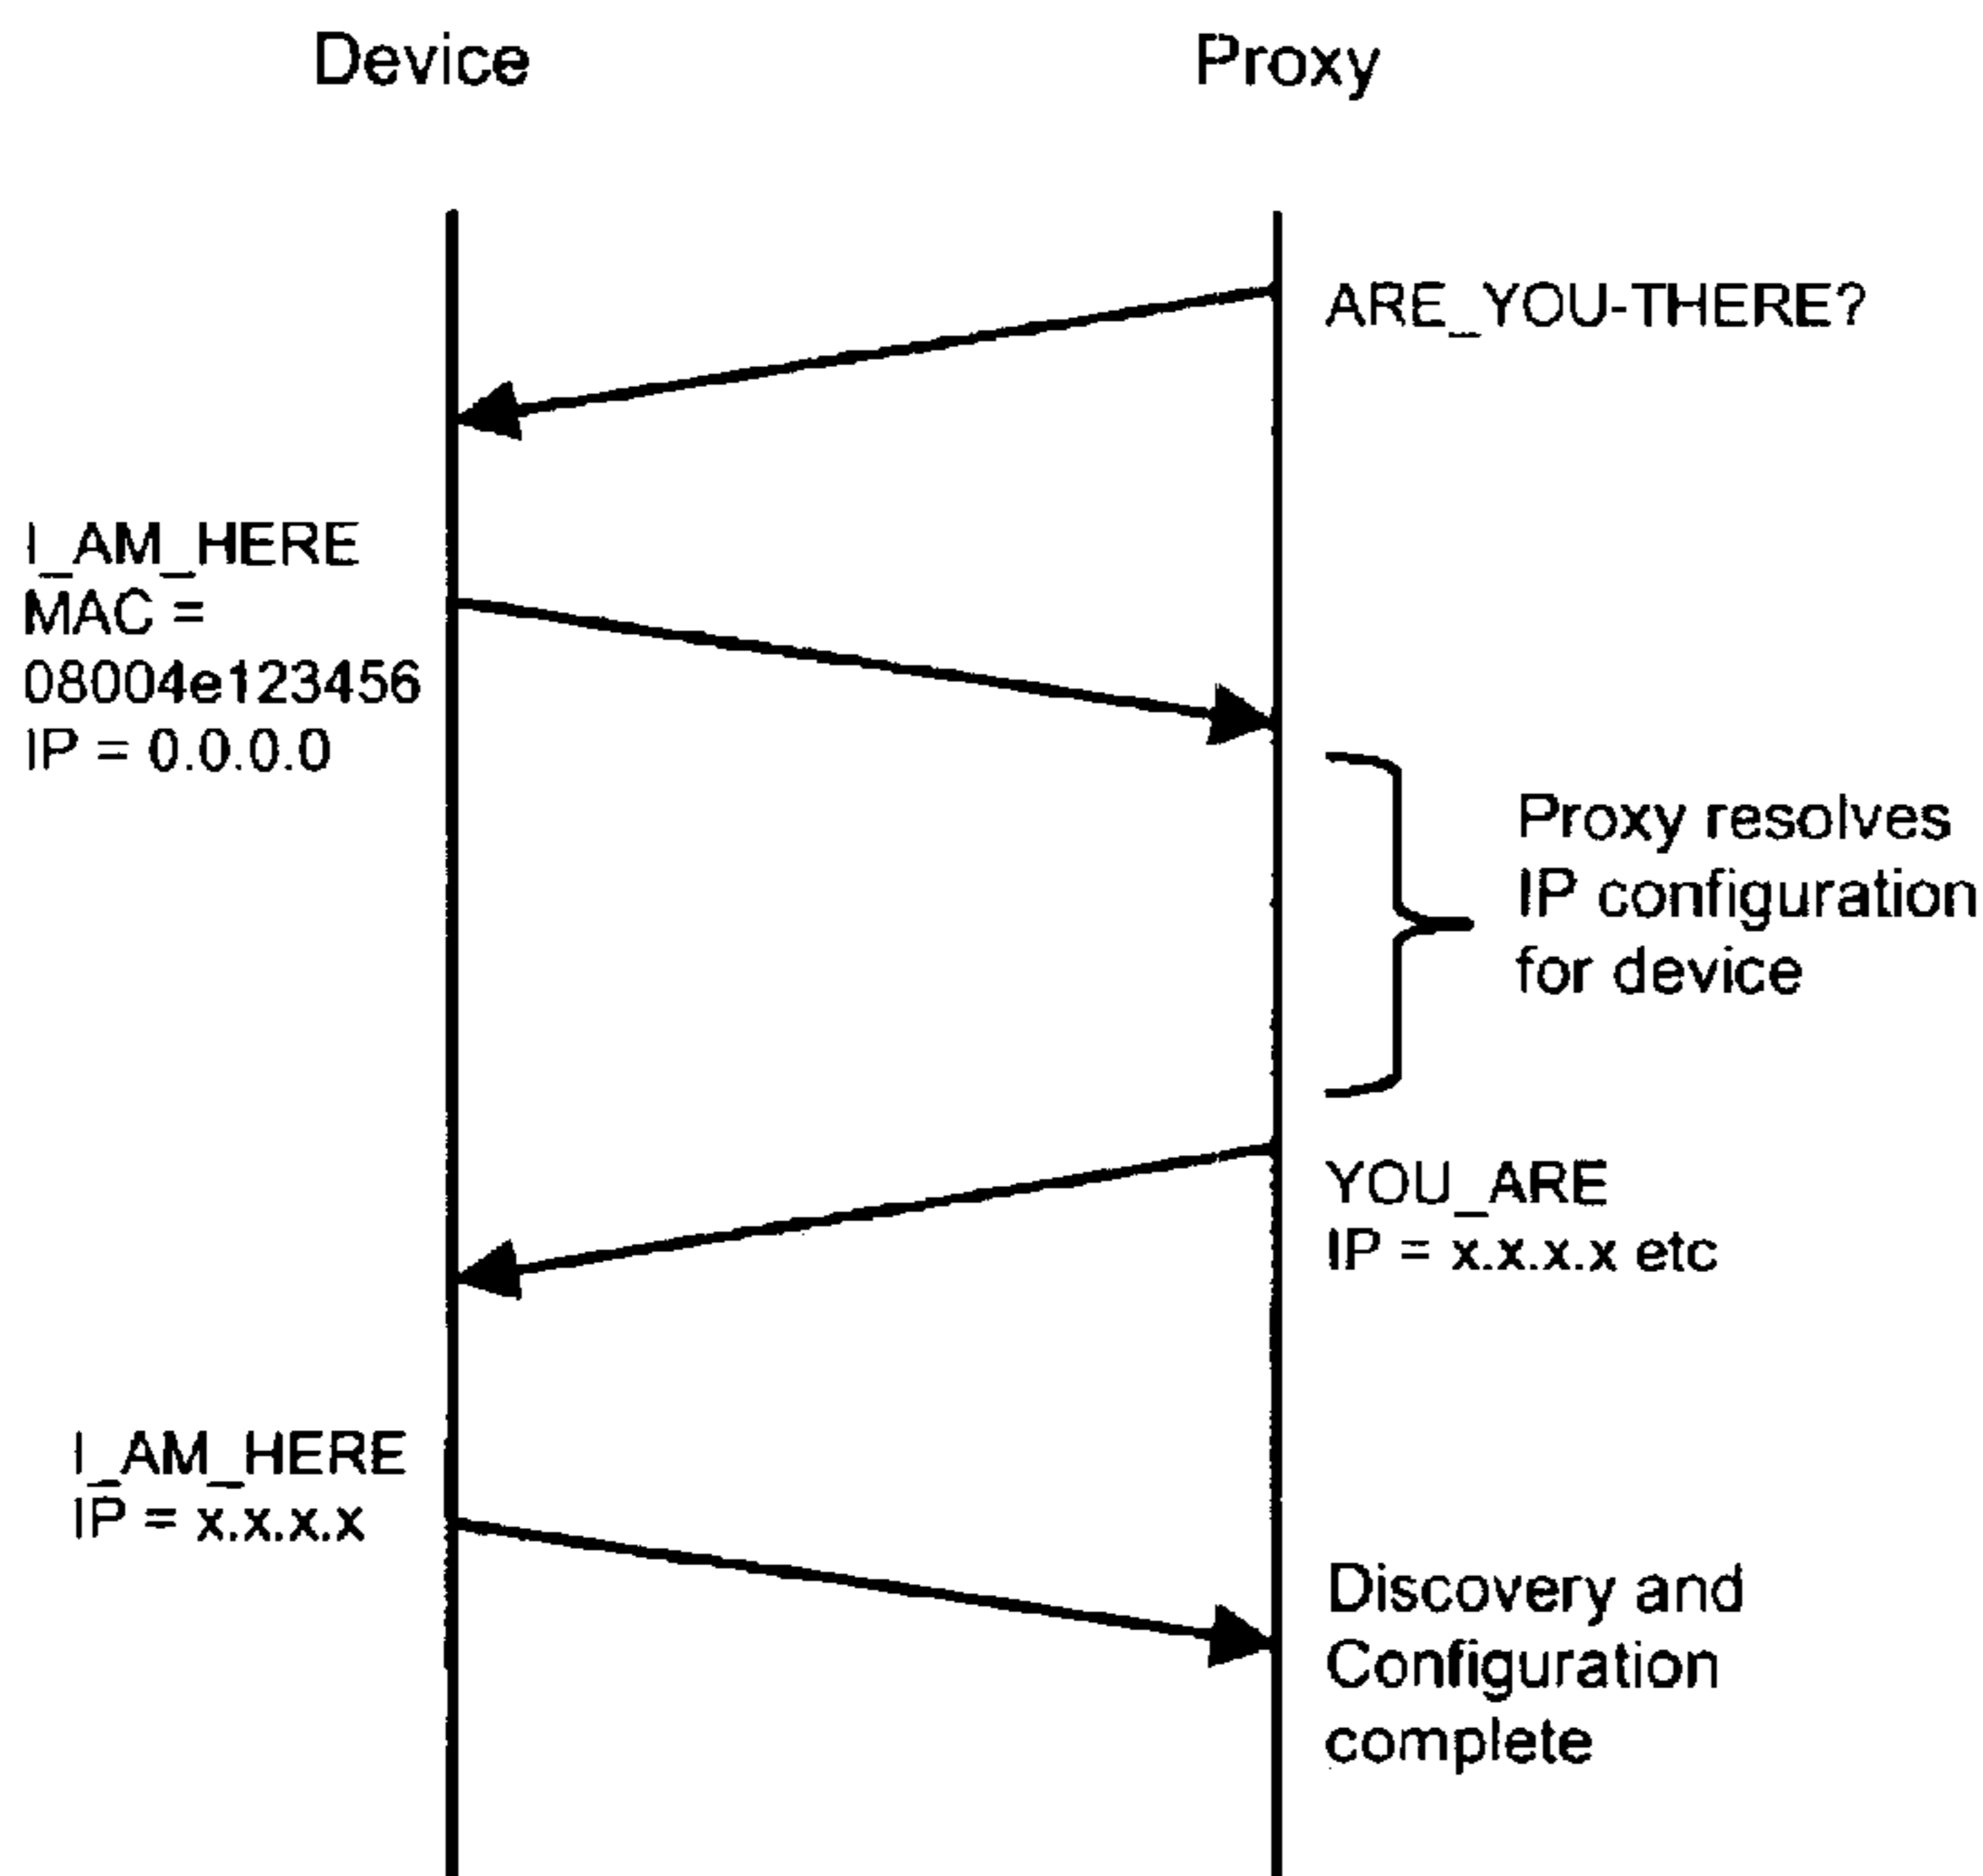 Device
Proxy
ARE_YOU-THERE?
I_AM_HERE
MAC =
08004e123456
IP = 0.0.0.0
Proxy resolves
IP configuration
for device
YOU_ARE
IP = x.x.x.x etc
I_AM_HERE
IP = x.x.x.x
Discovery and
Configuration
complete